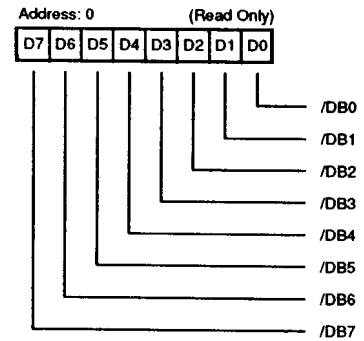 Address: 0 (Read Only)
D7 D6 D5 D4 D3 D2 D1 D0
/DB0
/DB1
/DB2
/DB3
/DB4
/DB5
/DB6
/DB7